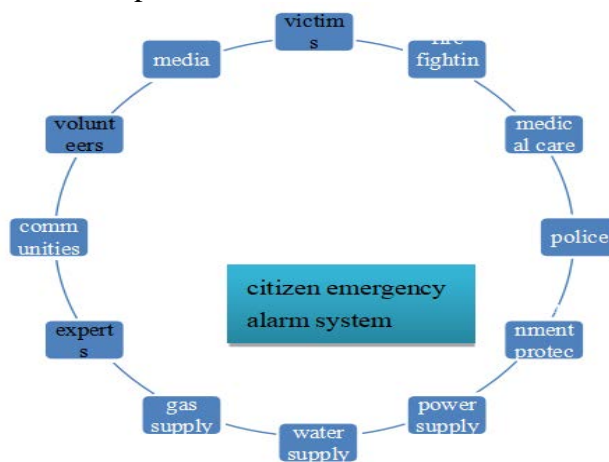 victim
s
fightin
medic
al care
police
nment
protec
power
supply
water
supply
gas
supply
expert
s
comm
unities
volunt
eers
media
citizen emergency
alarm system